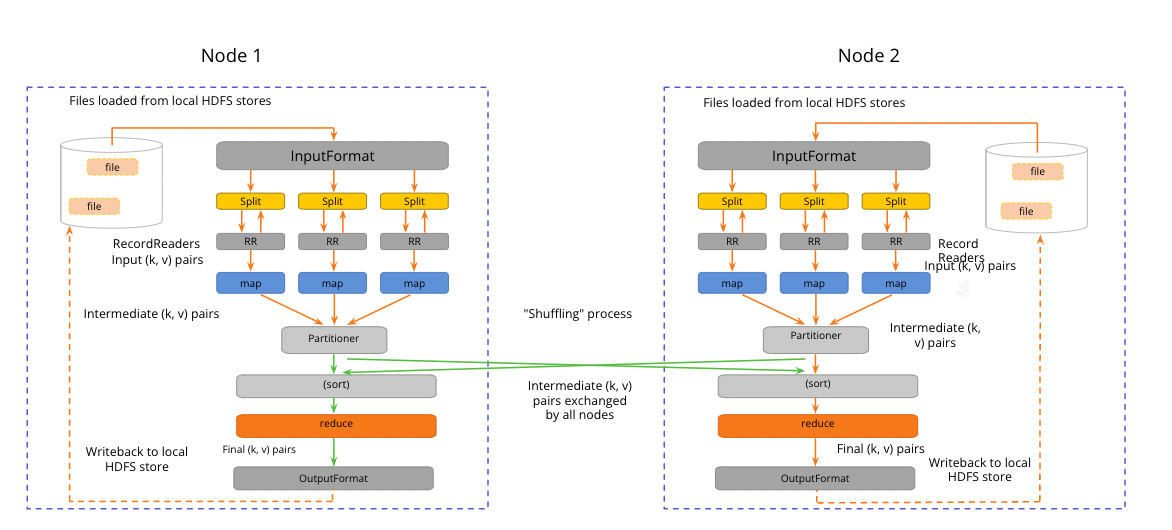 Node 1
Files loaded from local HDFS stores
InputFormat
file
file
Split
Split
Split
RecordReaders
Input (k, v) pairs
RR
RR
RR
map
map
map
Intermediate (k, v) pairs
Partitioner
(sort)
reduce
Final (k, v) pairs
Writeback to local
HDFS store
OutputFormat
"Shuffling" process
Intermediate (k, v)
pairs exchanged
by all nodes
Node 2
Files loaded from local HDFS stores
InputFormat
file
file
Split
Split
Split
RR
RR
RR
Record
Readers
Input (k, v) pairs
map
map
map
Intermediate (k,
v) pairs
Partitioner
(sort)
reduce
Final (k, v) pairs
Writeback to local
HDFS store
OutputFormat